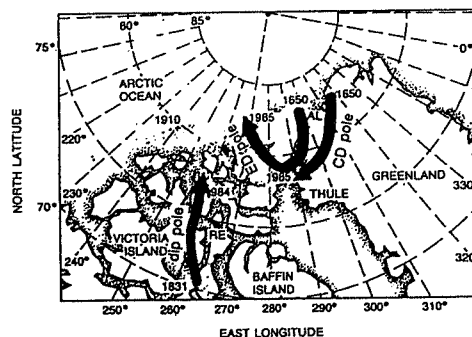 75°
80°
85°
0°
ARCTIC
OCEAN
1910
1985
1650
1650
AL
ED pole
CD pole
NORTH LATITUDE
220°
230°
240°
70°
1984
1985
THULE
GREENLAND
VICTORIA
ISLAND
dip pole
RE
BAFFIN
ISLAND
1831
330
320
250°
260°
270°
280°
290°
300°
310°
EAST LONGITUDE